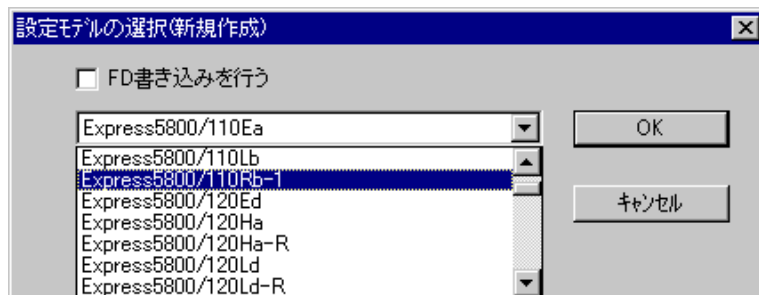 設定モデルの選択(新規作成)
FD書き込みを行う
Express5800/110Ea
OK
Express5800/110Lb
Express5800/110Rb-1
Express5800/120Ed
キャンセル
Express5800/120Ha
Express5800/120Ha-R
Express5800/120Ld
Express5800/120Ld-R